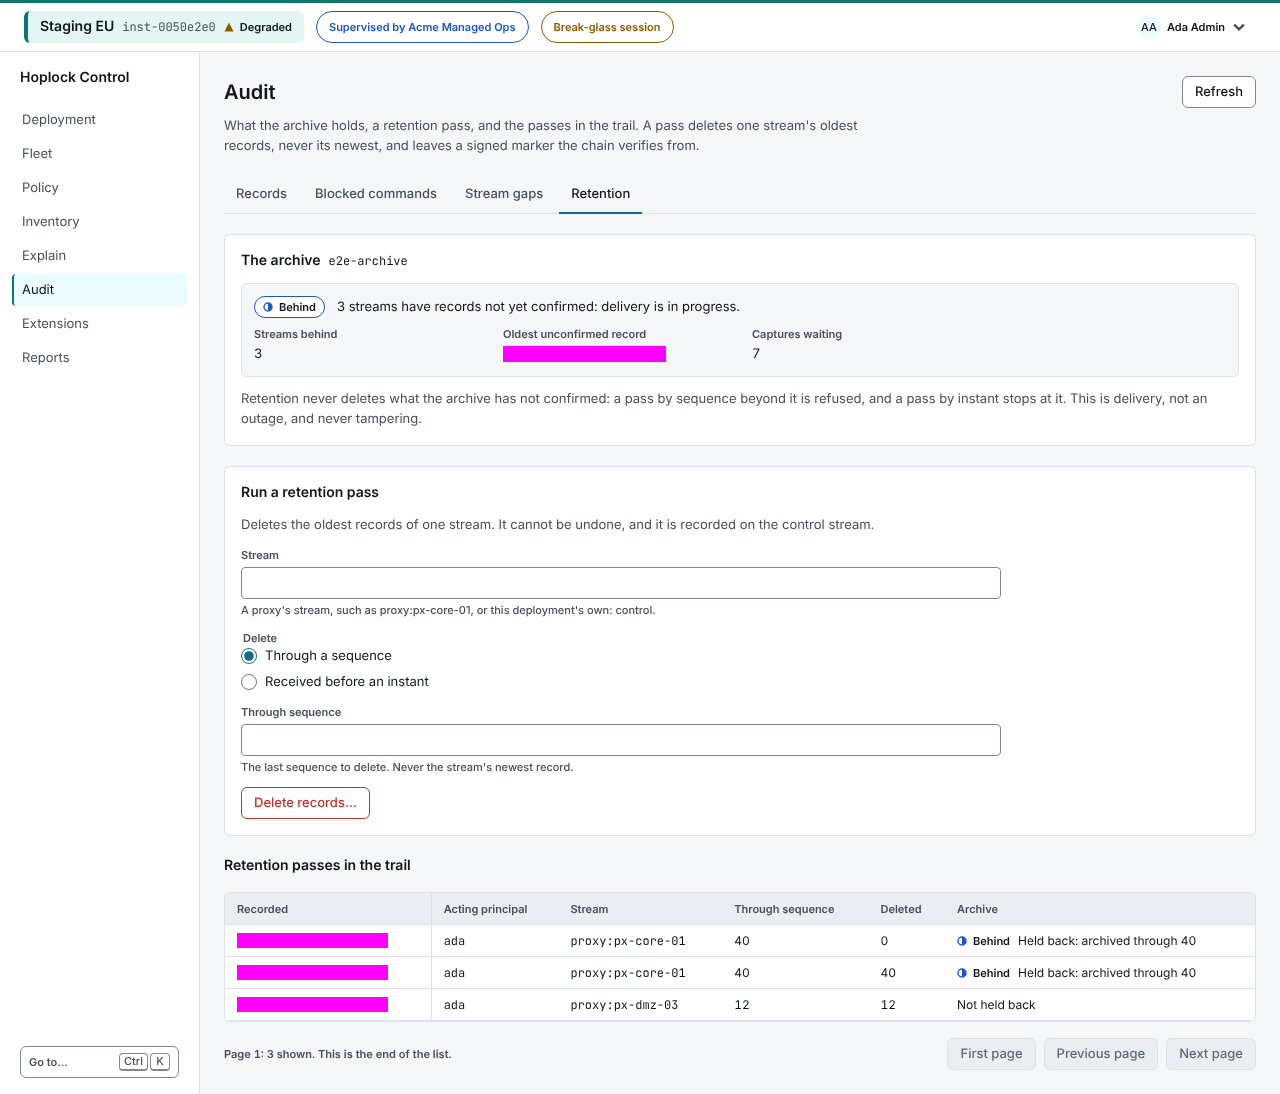 Staging EU inst-0050e2e0 Degraded
Supervised by Acme Managed Ops
Break-glass session
AA Ada Admin
Hoplock Control
Deployment
Fleet
Policy
Inventory
Explain
Audit
Extensions
Reports
Go to... Ctrl K
Audit
Refresh
What the archive holds, a retention pass, and the passes in the trail. A pass deletes one stream's oldest
records, never its newest, and leaves a signed marker the chain verifies from.
Records Blocked commands Stream gaps Retention
The archive e2e-archive
Behind 3 streams have records not yet confirmed: delivery is in progress.
Streams behind Oldest unconfirmed record Captures waiting
3 7
Retention never deletes what the archive has not confirmed: a pass by sequence beyond it is refused, and a pass by instant stops at it. This is delivery, not an
outage, and never tampering.
Run a retention pass
Deletes the oldest records of one stream. It cannot be undone, and it is recorded on the control stream.
Stream
A proxy's stream, such as proxy:px-core-01, or this deployment's own: control.
Delete
Through a sequence
Received before an instant
Through sequence
The last sequence to delete. Never the stream's newest record.
Delete records...
Retention passes in the trail
Recorded Acting principal Stream Through sequence Deleted Archive
ada proxy:px-core-01 40 0 Behind Held back: archived through 40
ada proxy:px-core-01 40 40 Behind Held back: archived through 40
ada proxy:px-dmz-03 12 12 Not held back
Page 1: 3 shown. This is the end of the list.
First page Previous page Next page